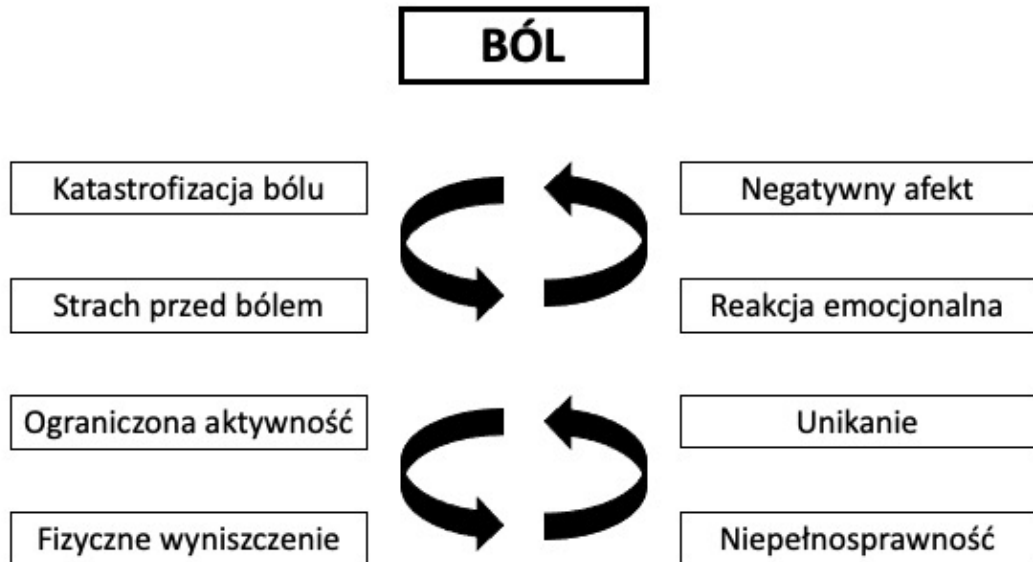 BÓL
Katastrofizacja bólu
Negatywny afekt
Strach przed bólem
Reakcja emocjonalna
Ograniczona aktywność
Unikanie
Fizyczne wyniszczenie
Niepełnosprawność